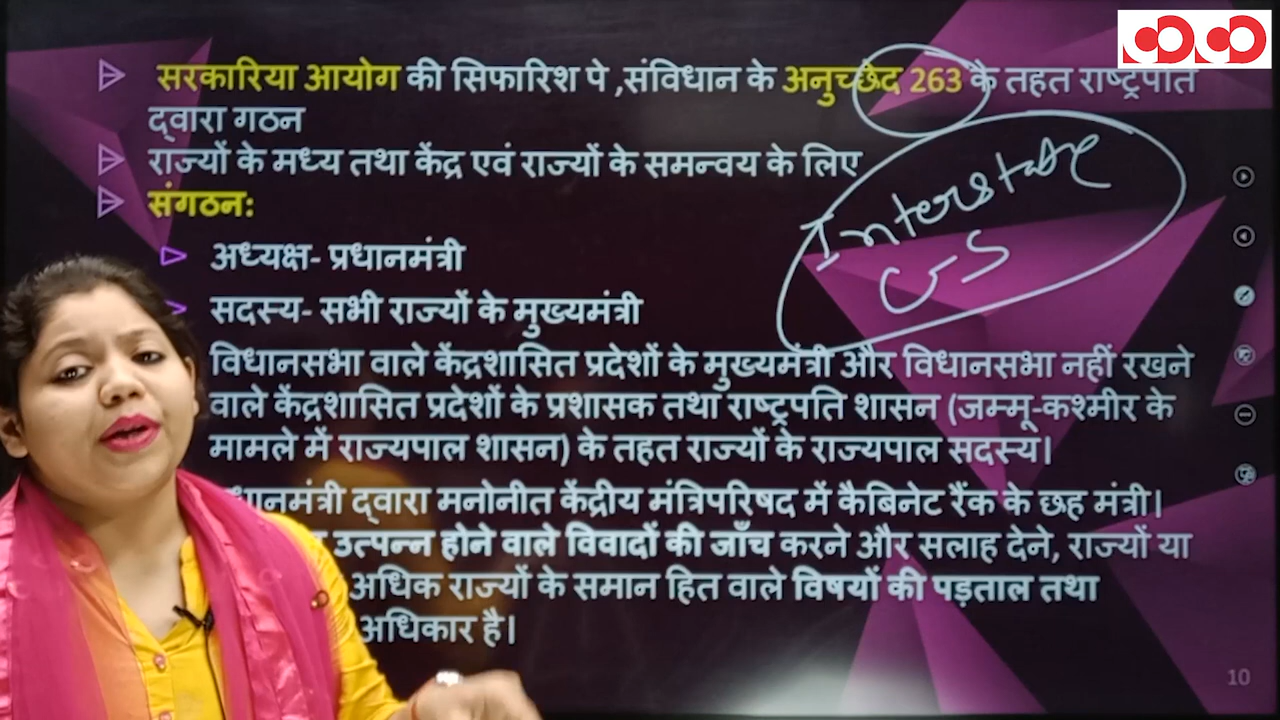 सरकारिया आयोग की सिफारिश पे ,संविधान के अनुच्छेद 263 के तहत राष्ट्रपति
द्वारा गठन
राज्यों के मध्य तथा केंद्र एवं राज्यों के समन्वय के लिए
संगठन:
अध्यक्ष- प्रधानमंत्री
सदस्य- सभी राज्यों के मुख्यमंत्री
Interstate
विधानसभा वाले केंद्रशासित प्रदेशों के मुख्यमंत्री और विधानसभा नहीं रखने
वाले केंद्रशासित प्रदेशों के प्रशासक तथा राष्ट्रपति शासन (जम्मू-कश्मीर के
मामले में राज्यपाल शासन) के तहत राज्यों के राज्यपाल सदस्य।
द्वारा मनोनीत केंद्रीय मंत्रिपरिषद में कैबिनेट रैंक के छह मंत्री।
उत्पन्न होने वाले विवादों की जाँच करने और सलाह देने, राज्यों या
अधिक राज्यों के समान हित वाले विषयों की पड़ताल तथा
अधिकार है।
10